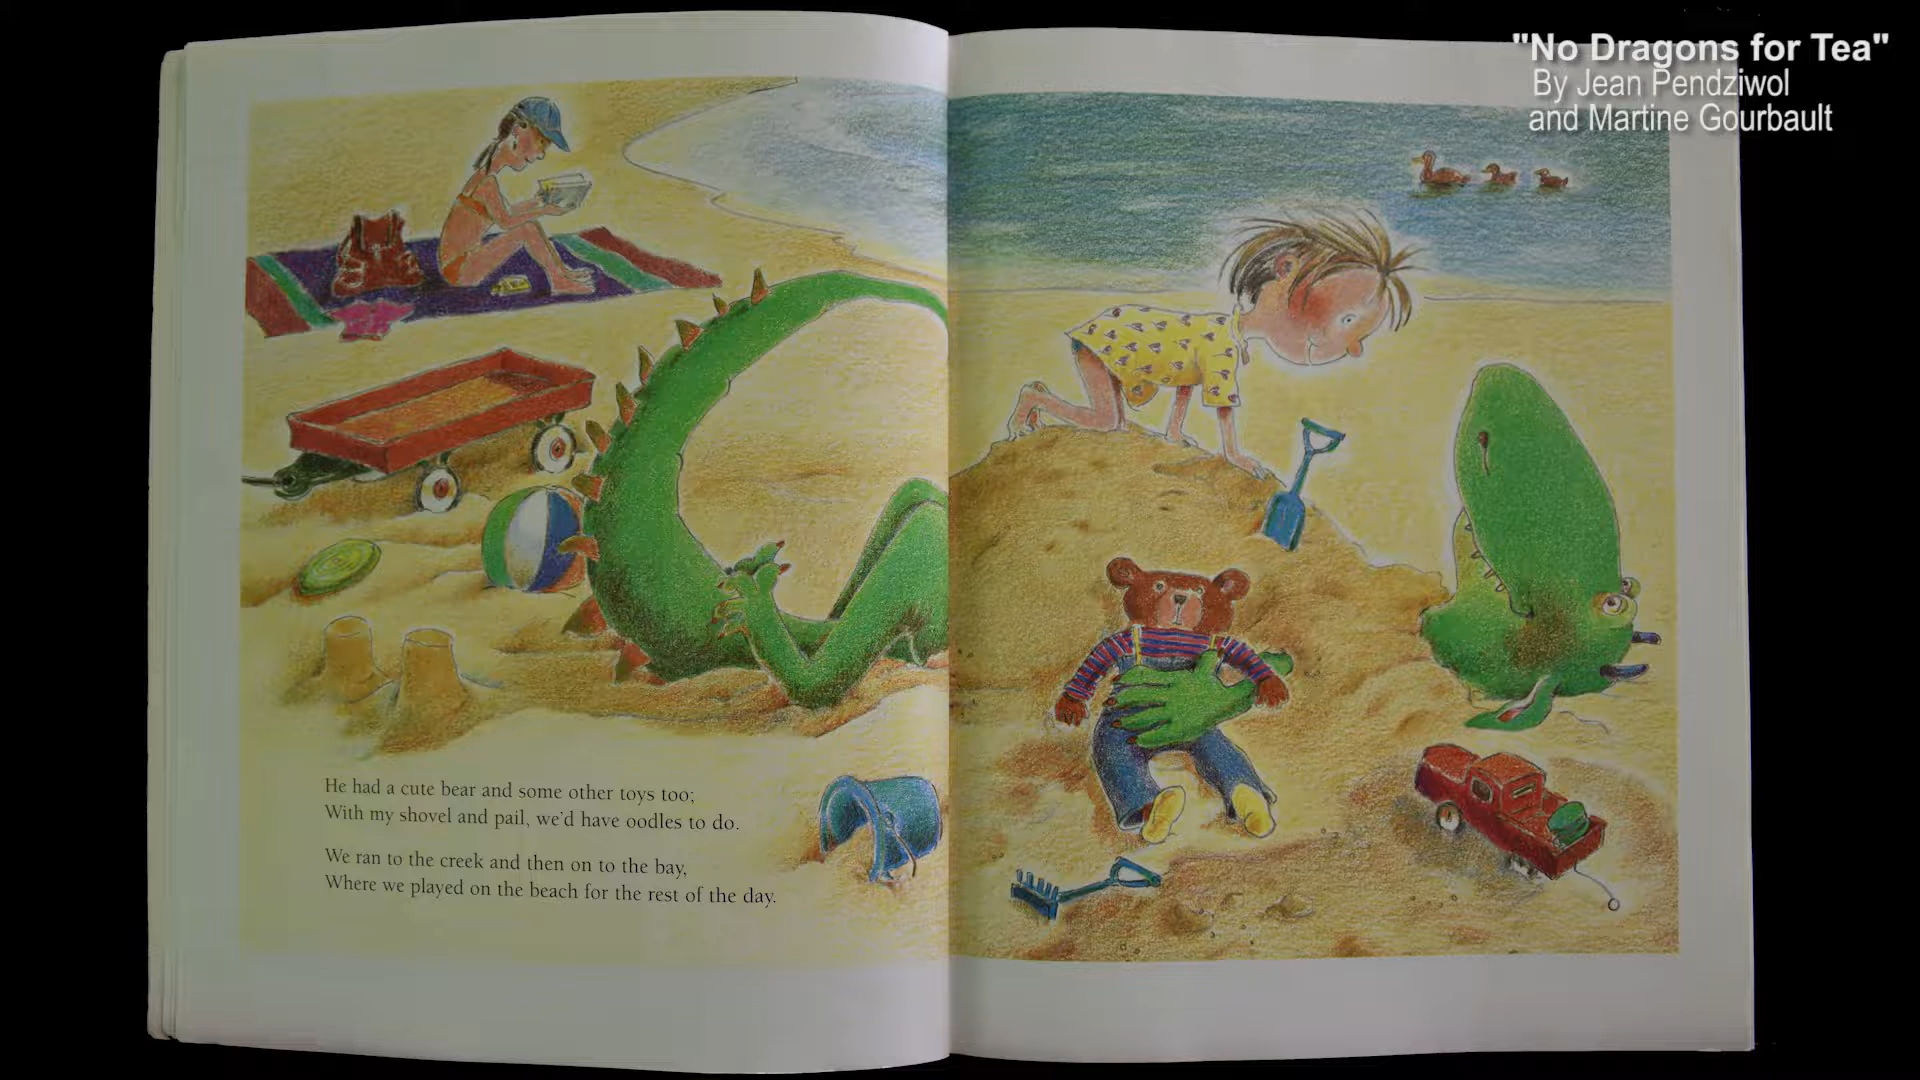 "No Dragons for Tea"
By Jean Pendziwol
and Martine Gourbault
He had a cute bear and some other toys too;
With my shovel and pail, we'd have oodles to do.
We ran to the creek and then on to the bay,
Where we played on the beach for the rest of the day.